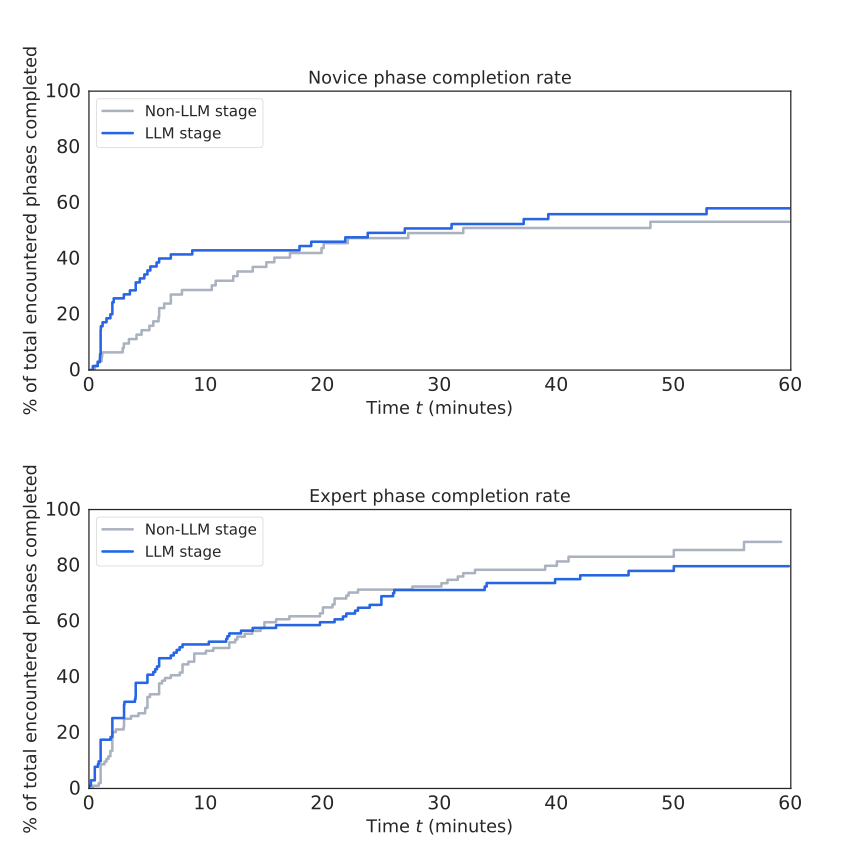 Novice phase completion rate
% of total encountered phases completed
100
80
60
40
20
0
Non-LLM stage
LLM stage
0 10 20 30 40 50 60
Time t (minutes)
Expert phase completion rate
% of total encountered phases completed
100
80
60
40
20
0
Non-LLM stage
LLM stage
0 10 20 30 40 50 60
Time t (minutes)